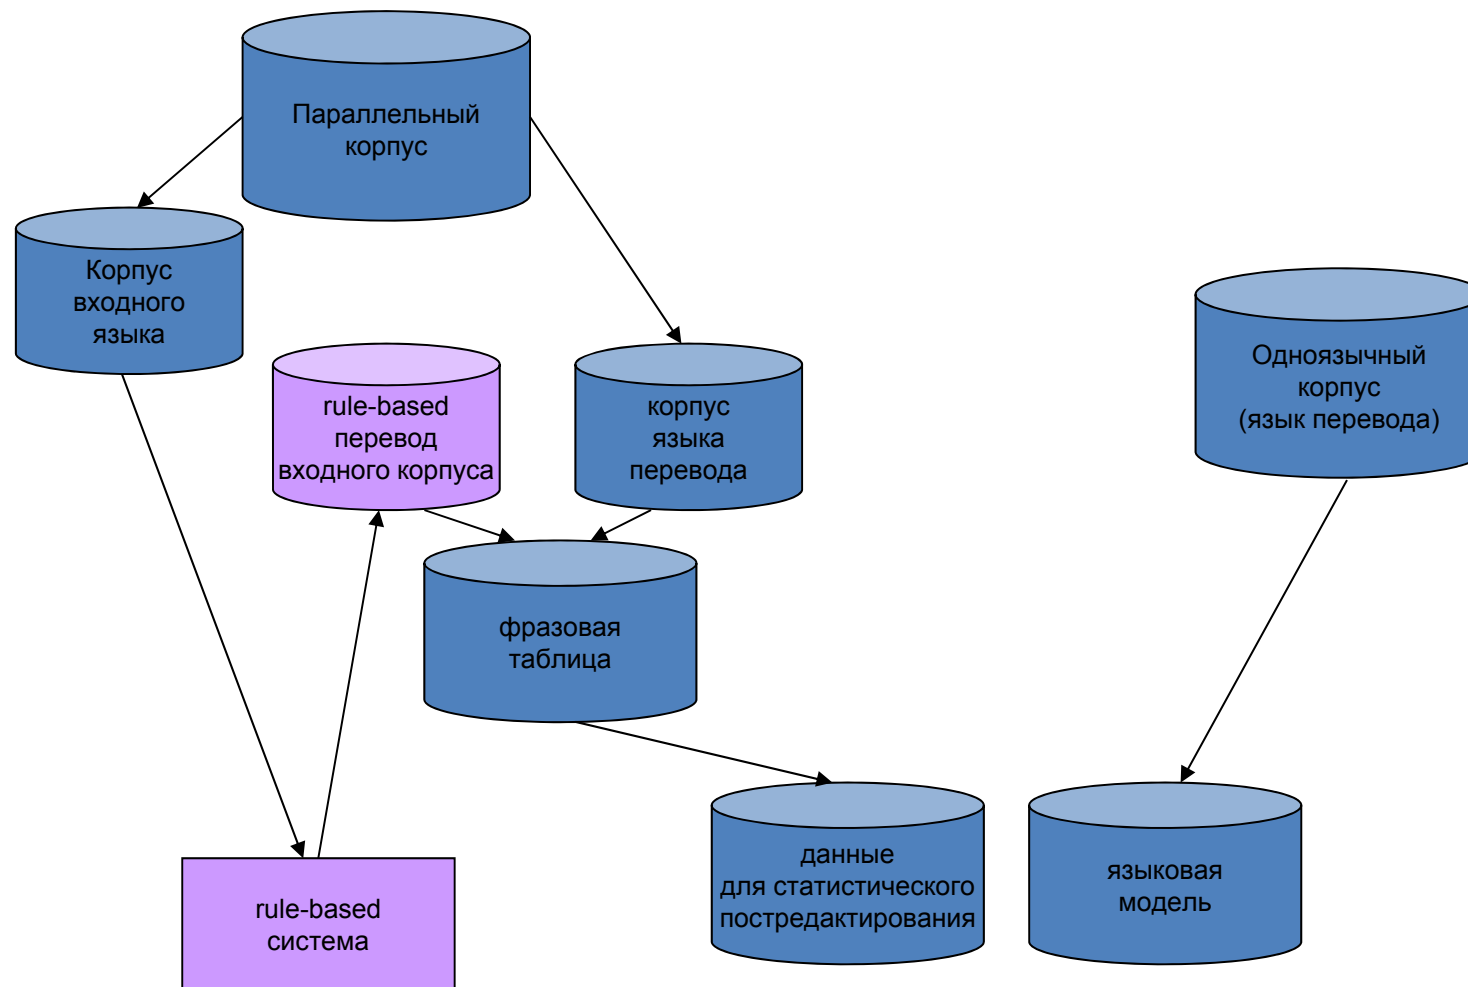 Параллельный
корпус
Корпус
входного
языка
rule-based
перевод
входного корпуса
корпус
языка
перевода
Одноязычный
корпус
(язык перевода)
фразовая
таблица
данные
для статистического
постредактирования
языковая
модель
rule-based
система